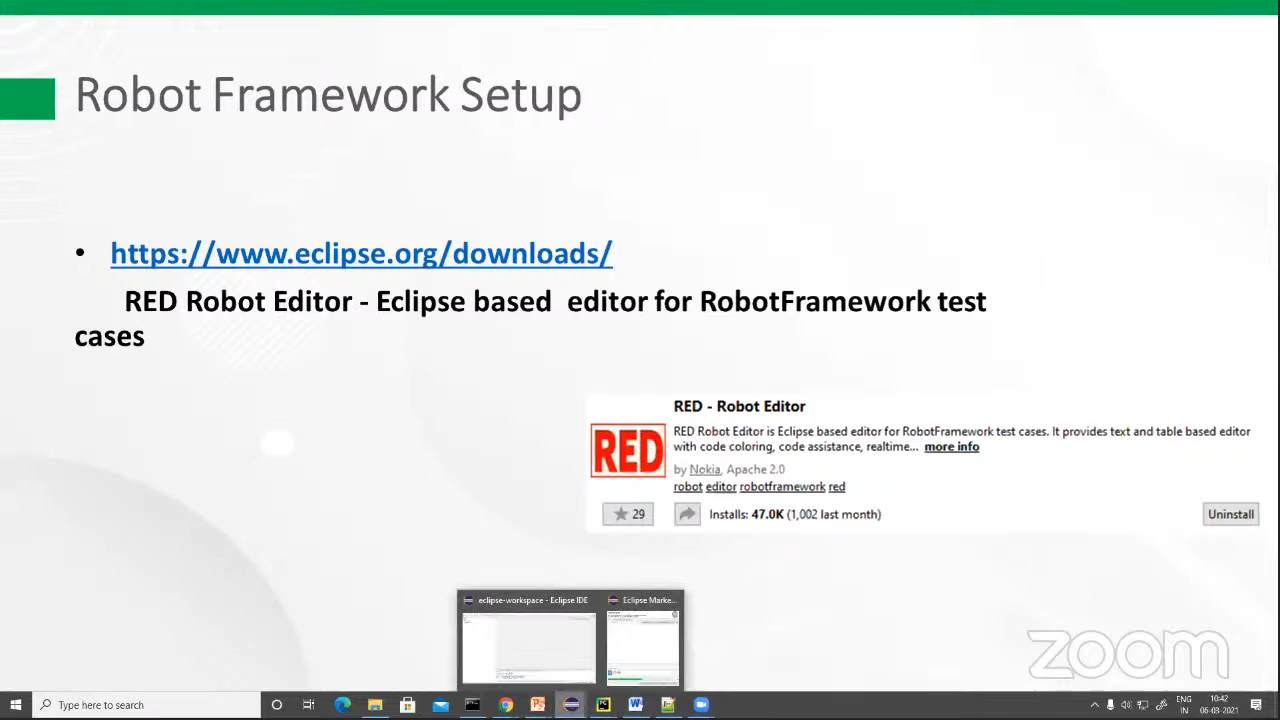 Robot Framework Setup
• https://www.eclipse.org/downloads/
RED Robot Editor - Eclipse based  editor for RobotFramework test
cases
RED - Robot Editor
RED
RED Robot Editor is Eclipse based editor for RobotFramework test cases. It provides text and table based editor
with code coloring, code assistance, realtime... more info
by Nokia, Apache 2.0
robot editor robotframework red
29
Installs: 47.0K (1,002 last month)
Uninstall
eclipse-workspace - Eclipse IDE
Eclipse Marke...
zoom
Type here to search
ENG
IN
10:42
06-08-2021